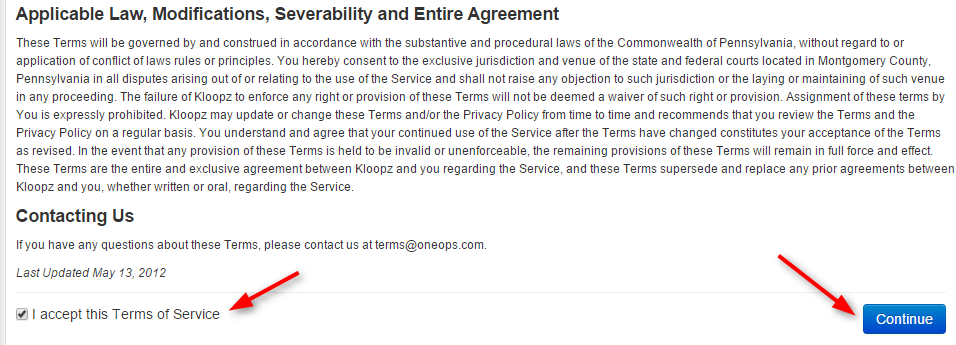 Applicable Law, Modifications, Severability and Entire Agreement
These Terms will be governed by and construed in accordance with the substantive and procedural laws of the Commonwealth of Pennsylvania, without regard to or
application of conflict of laws rules or principles. You hereby consent to the exclusive jurisdiction and venue of the state and federal courts located in Montgomery County,
Pennsylvania in all disputes arising out of or relating to the use of the Service and shall not raise any objection to such jurisdiction or the laying or maintaining of such venue
in any proceeding. The failure of Kloopz to enforce any right or provision of these Terms will not be deemed a waiver of such right or provision. Assignment of these terms by
You is expressly prohibited. Kloopz may update or change these Terms and/or the Privacy Policy from time to time and recommends that you review the Terms and the
Privacy Policy on a regular basis. You understand and agree that your continued use of the Service after the Terms have changed constitutes your acceptance of the Terms
as revised. In the event that any provision of these Terms is held to be invalid or unenforceable, the remaining provisions of these Terms will remain in full force and effect.
These Terms are the entire and exclusive agreement between Kloopz and you regarding the Service, and these Terms supersede and replace any prior agreements between
Kloopz and you, whether written or oral, regarding the Service.
Contacting Us
If you have any questions about these Terms, please contact us at terms@oneops.com.
Last Updated May 13, 2012
I accept this Terms of Service
Continue